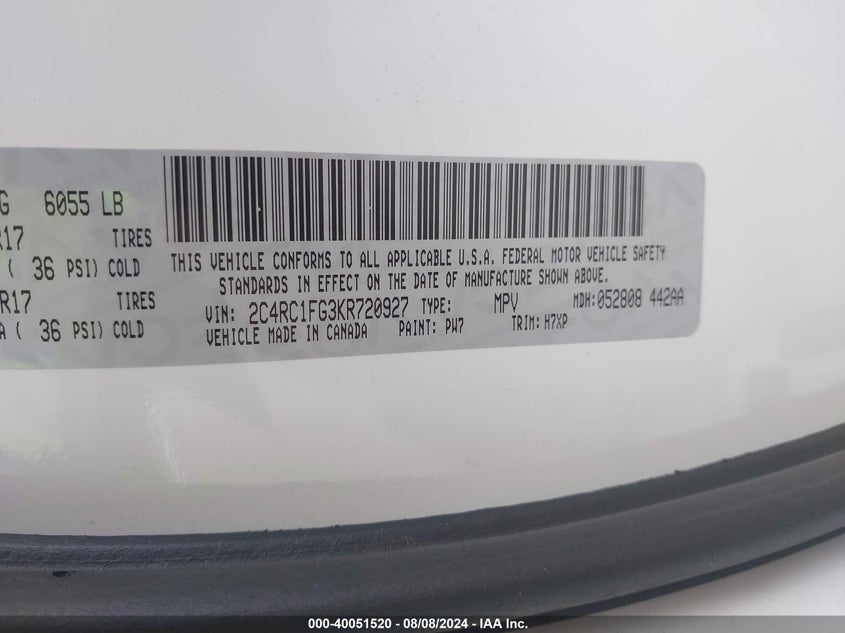 G 6055 LB
R17 TIRES
( 36 PSI) COLD
R17 TIRES
A ( 36 PSI) COLD
THIS VEHICLE CONFORMS TO ALL APPLICABLE U.S.A. FEDERAL MOTOR VEHICLE SAFETY
STANDARDS IN EFFECT ON THE DATE OF MANUFACTURE SHOWN ABOVE.
VIN: 2C4RC1FG3KR720927 TYPE: MPV MDH:052808 442AA
VEHICLE MADE IN CANADA PAINT: PW7 TRIM: H7XP
000-40051520 - 08/08/2024 - IAA Inc.